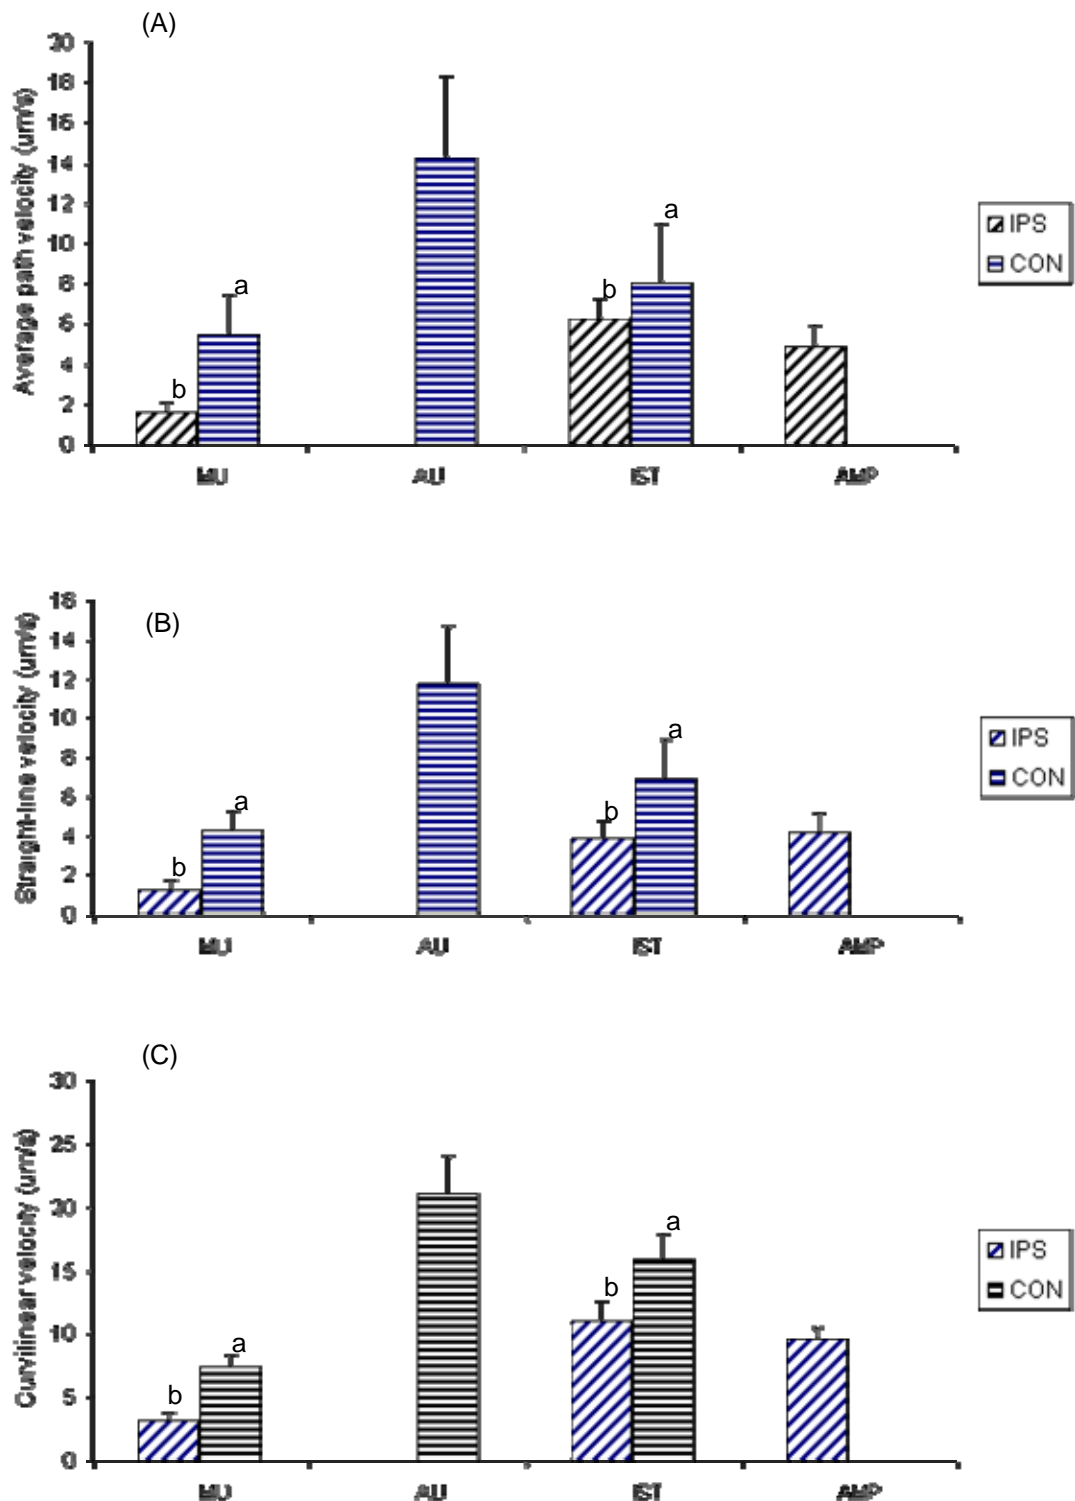 (A)
Average path velocity (um/s)
20
18
16
14
12
10
8
6
4
2
0
a
b
a
b
MU
AU
IST
AMP
IPS
CON
(B)
Straight-line velocity (um/s)
16
14
12
10
8
6
4
2
0
a
b
a
b
MU
AU
IST
AMP
IPS
CON
(C)
Curvilinear velocity (um/s)
30
25
20
15
10
5
0
a
b
a
b
MU
AU
IST
AMP
IPS
CON